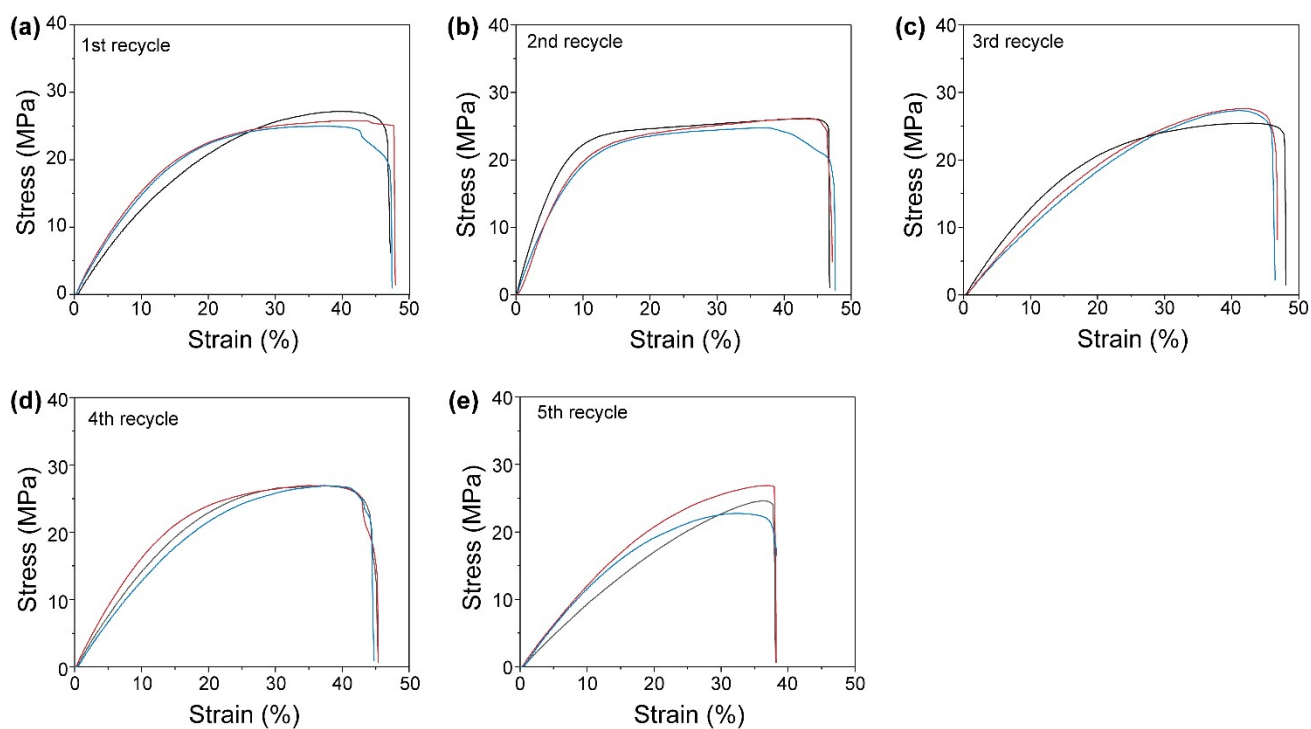 (a)
1st recycle
40
30
20
10
0
Stress (MPa)
0 10 20 30 40 50
Strain (%)
(b)
2nd recycle
40
30
20
10
0
Stress (MPa)
0 10 20 30 40 50
Strain (%)
(c)
3rd recycle
40
30
20
10
0
Stress (MPa)
0 10 20 30 40 50
Strain (%)
(d)
4th recycle
40
30
20
10
0
Stress (MPa)
0 10 20 30 40 50
Strain (%)
(e)
5th recycle
40
30
20
10
0
Stress (MPa)
0 10 20 30 40 50
Strain (%)